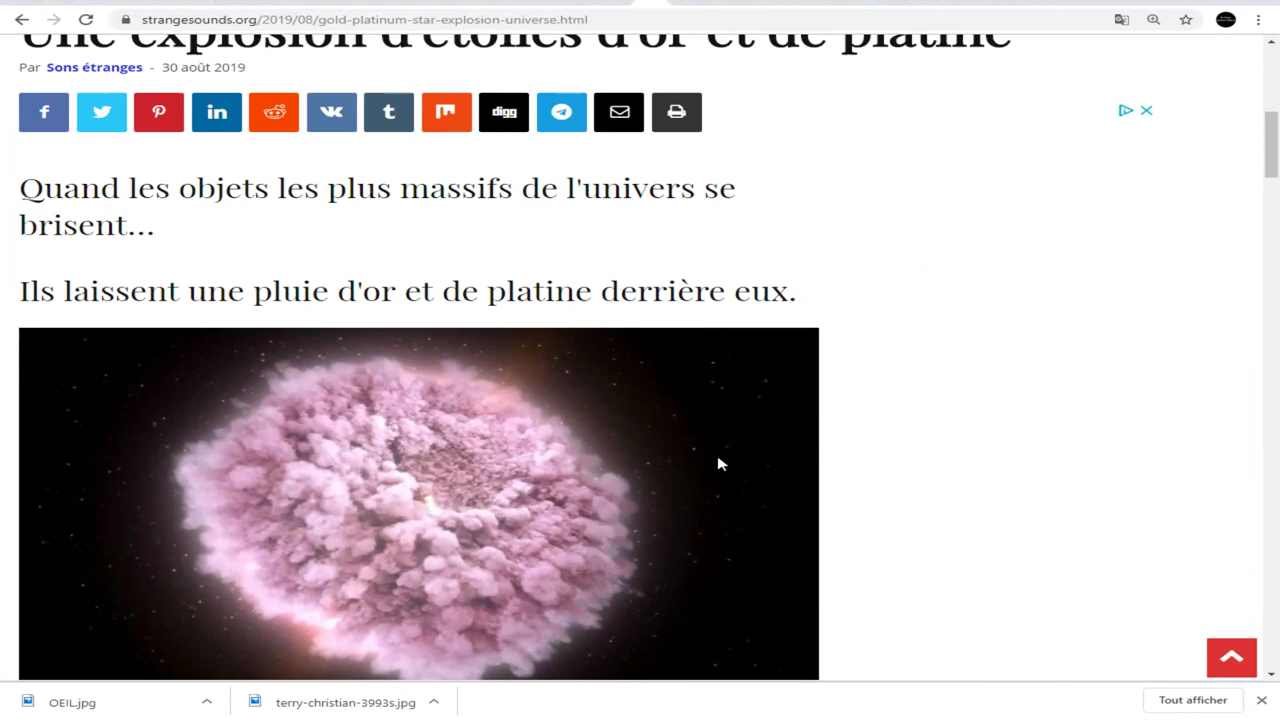 strangesounds.org/2019/08/gold-platinum-star-explosion-universe.html
Une explosion d'étoiles d'or et de platine
Par Sons étranges - 30 août 2019
digg
Quand les objets les plus massifs de l'univers se
brisent...
Ils laissent une pluie d'or et de platine derrière eux.
OEIL.jpg
terry-christian-3993s.jpg
Tout afficher